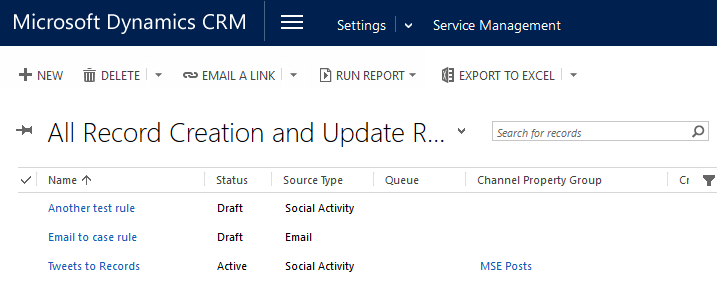 Microsoft Dynamics CRM Settings Service Management
NEW DELETE EMAIL A LINK RUN REPORT EXPORT TO EXCEL
All Record Creation and Update R...
Search for records
Name Status Source Type Queue Channel Property Group Cr
Another test rule Draft Social Activity
Email to case rule Draft Email
Tweets to Records Active Social Activity MSE Posts